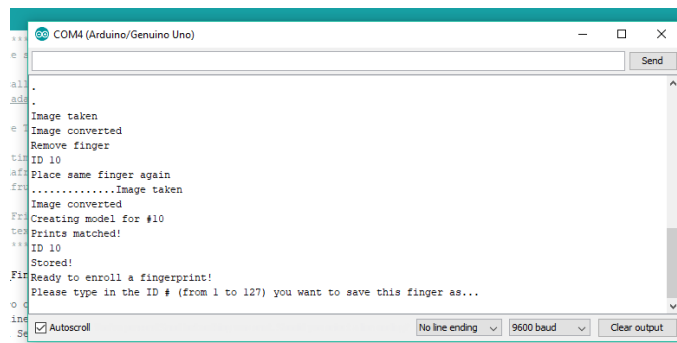 COM4 (Arduino/Genuino Uno)
Send
.
.
Image taken
Image converted
Remove finger
ID 10
Place same finger again
..............Image taken
Image converted
Creating model for #10
Prints matched!
ID 10
Stored!
Ready to enroll a fingerprint!
Please type in the ID # (from 1 to 127) you want to save this finger as...
Autoscroll
No line ending
9600 baud
Clear output